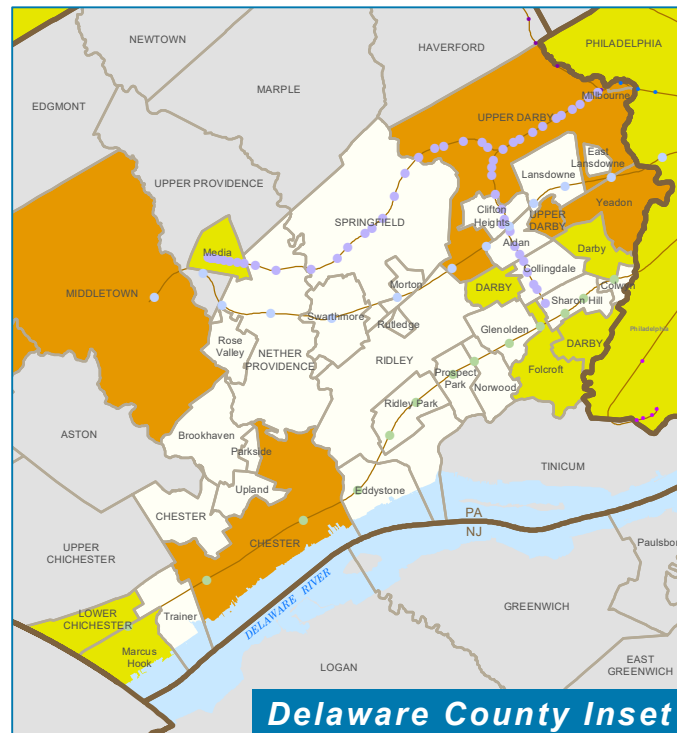 NEWTOWN
HAVERFORD
PHILADELPHIA
MARPLE
EDGMONT
Millbourne
UPPER DARBY
East
Lansdowne
Lansdowne
UPPER PROVIDENCE
Yeadon
Clifton
Heights
UPPER
DARBY
SPRINGFIELD
Aldan
Darby
Media
Collingdale
MIDDLETOWN
Morton
DARBY
Colwyn
Sharon Hill
Swarthmore
Rutledge
Glenolden
Philadelphia
Rose
Valley
NETHER
PROVIDENCE
RIDLEY
DARBY
Prospect
Park
Folcroft
Norwood
Ridley Park
ASTON
Brookhaven
Parkside
TINICUM
Upland
Eddystone
CHESTER
PA
NJ
UPPER
CHICHESTER
CHESTER
Paulsboro
DELAWARE RIVER
LOWER
CHICHESTER
Trainer
GREENWICH
Marcus
Hook
LOGAN
EAST
GREENWICH
Delaware County Inset